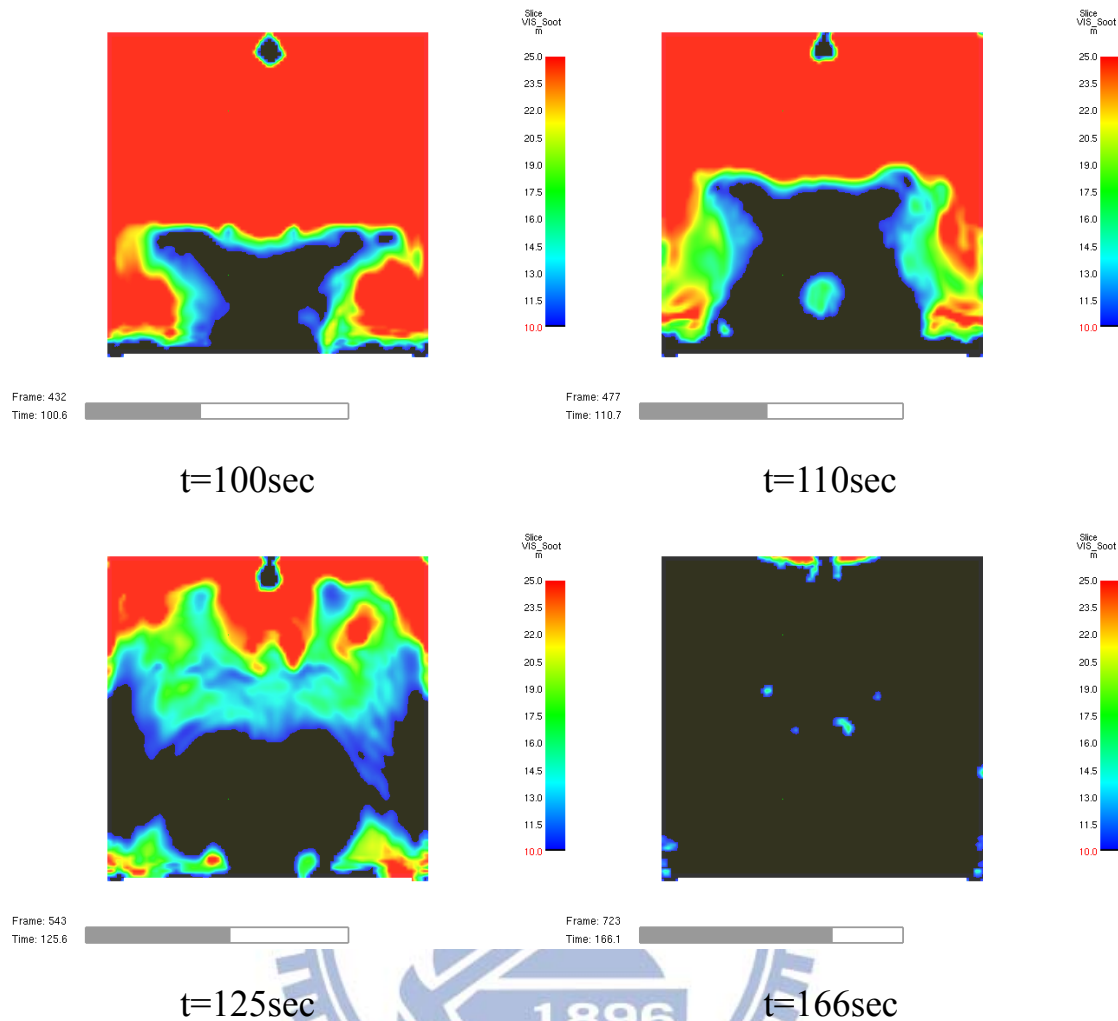 Slice
VIS_Soot
m
25.0
23.5
22.0
20.5
19.0
17.5
16.0
14.5
13.0
11.5
10.0
Frame: 432
Time: 100.6
t=100sec
Slice
VIS_Soot
m
25.0
23.5
22.0
20.5
19.0
17.5
16.0
14.5
13.0
11.5
10.0
Frame: 477
Time: 110.7
t=110sec
Slice
VIS_Soot
m
25.0
23.5
22.0
20.5
19.0
17.5
16.0
14.5
13.0
11.5
10.0
Frame: 543
Time: 125.6
t=125sec
Slice
VIS_Soot
m
25.0
23.5
22.0
20.5
19.0
17.5
16.0
14.5
13.0
11.5
10.0
Frame: 723
Time: 166.1
t=166sec
1896